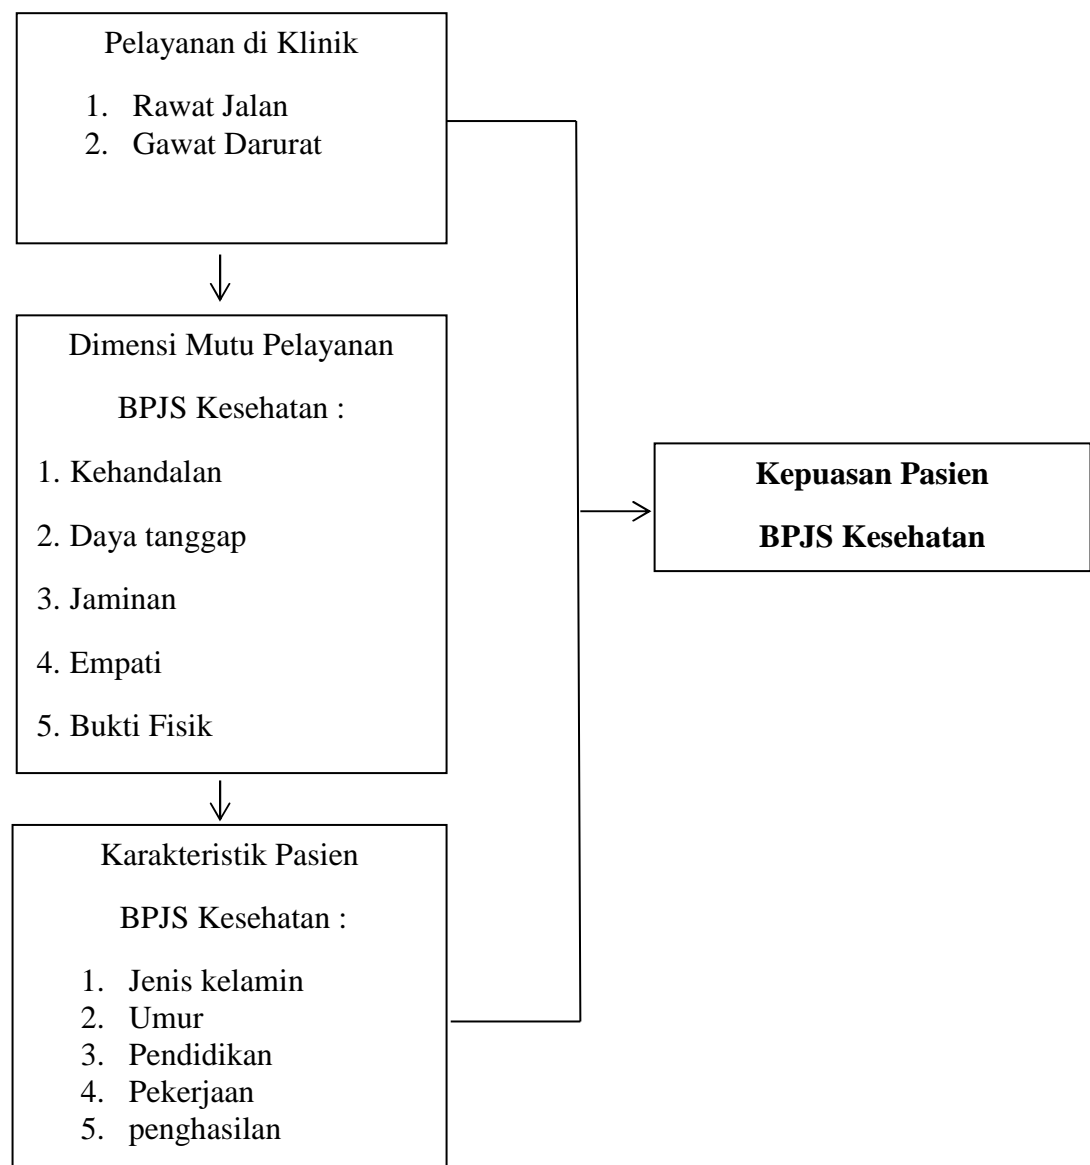 Pelayanan di Klinik
1. Rawat Jalan
2. Gawat Darurat
Dimensi Mutu Pelayanan
BPJS Kesehatan :
1. Kehandalan
2. Daya tanggap
3. Jaminan
4. Empati
5. Bukti Fisik
Karakteristik Pasien
BPJS Kesehatan :
1. Jenis kelamin
2. Umur
3. Pendidikan
4. Pekerjaan
5. penghasilan
Kepuasan Pasien
BPJS Kesehatan